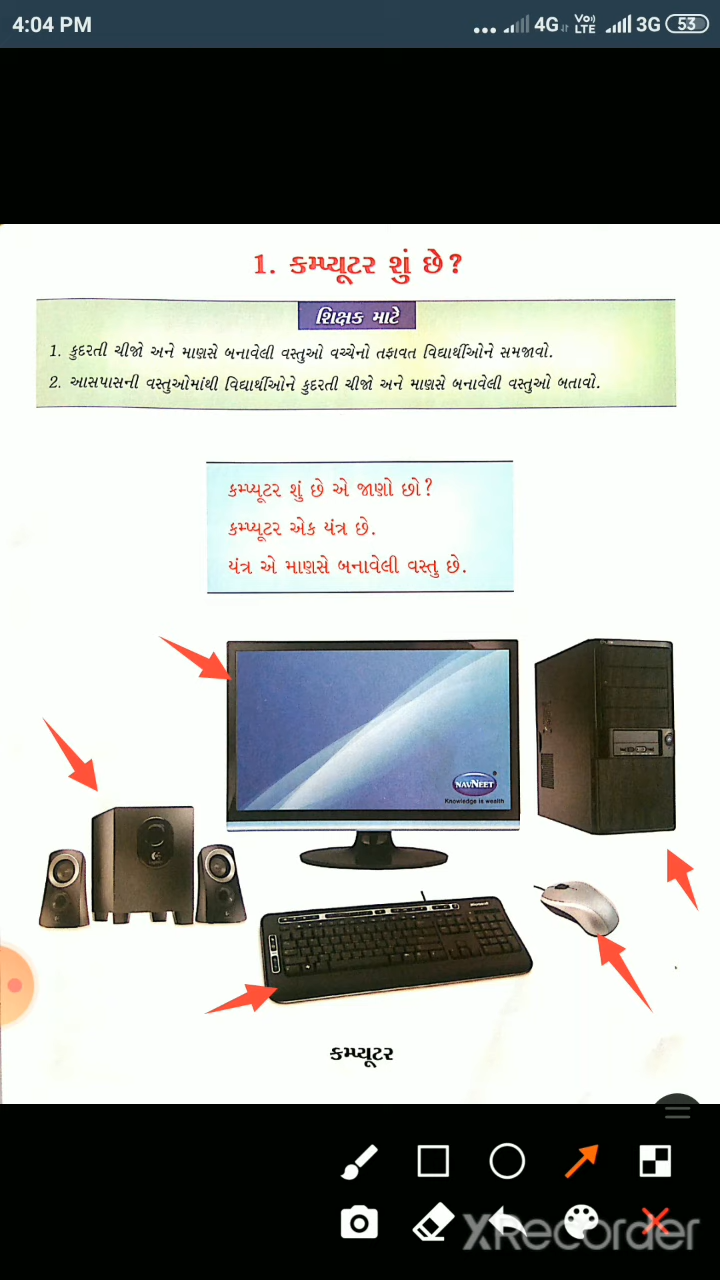 4:04 PM 4G Vo) LTE 3G 53
1. કમ્પ્યૂટર શું છે?
શિક્ષક માટે
1. કુદરતી ચીજો અને માણસે બનાવેલી વસ્તુઓ વચ્ચેનો તફાવત વિદ્યાર્થીઓને સમજાવો.
2. આસપાસની વસ્તુઓમાંથી વિદ્યાર્થીઓને કુદરતી ચીજો અને માણસે બનાવેલી વસ્તુઓ બતાવો.
કમ્પ્યૂટર શું છે એ જાણો છો?
કમ્પ્યૂટર એક યંત્ર છે.
યંત્ર એ માણસે બનાવેલી વસ્તુ છે.
NAVNEET
Knowledge is wealth
કમ્પ્યૂટર
XRecorder